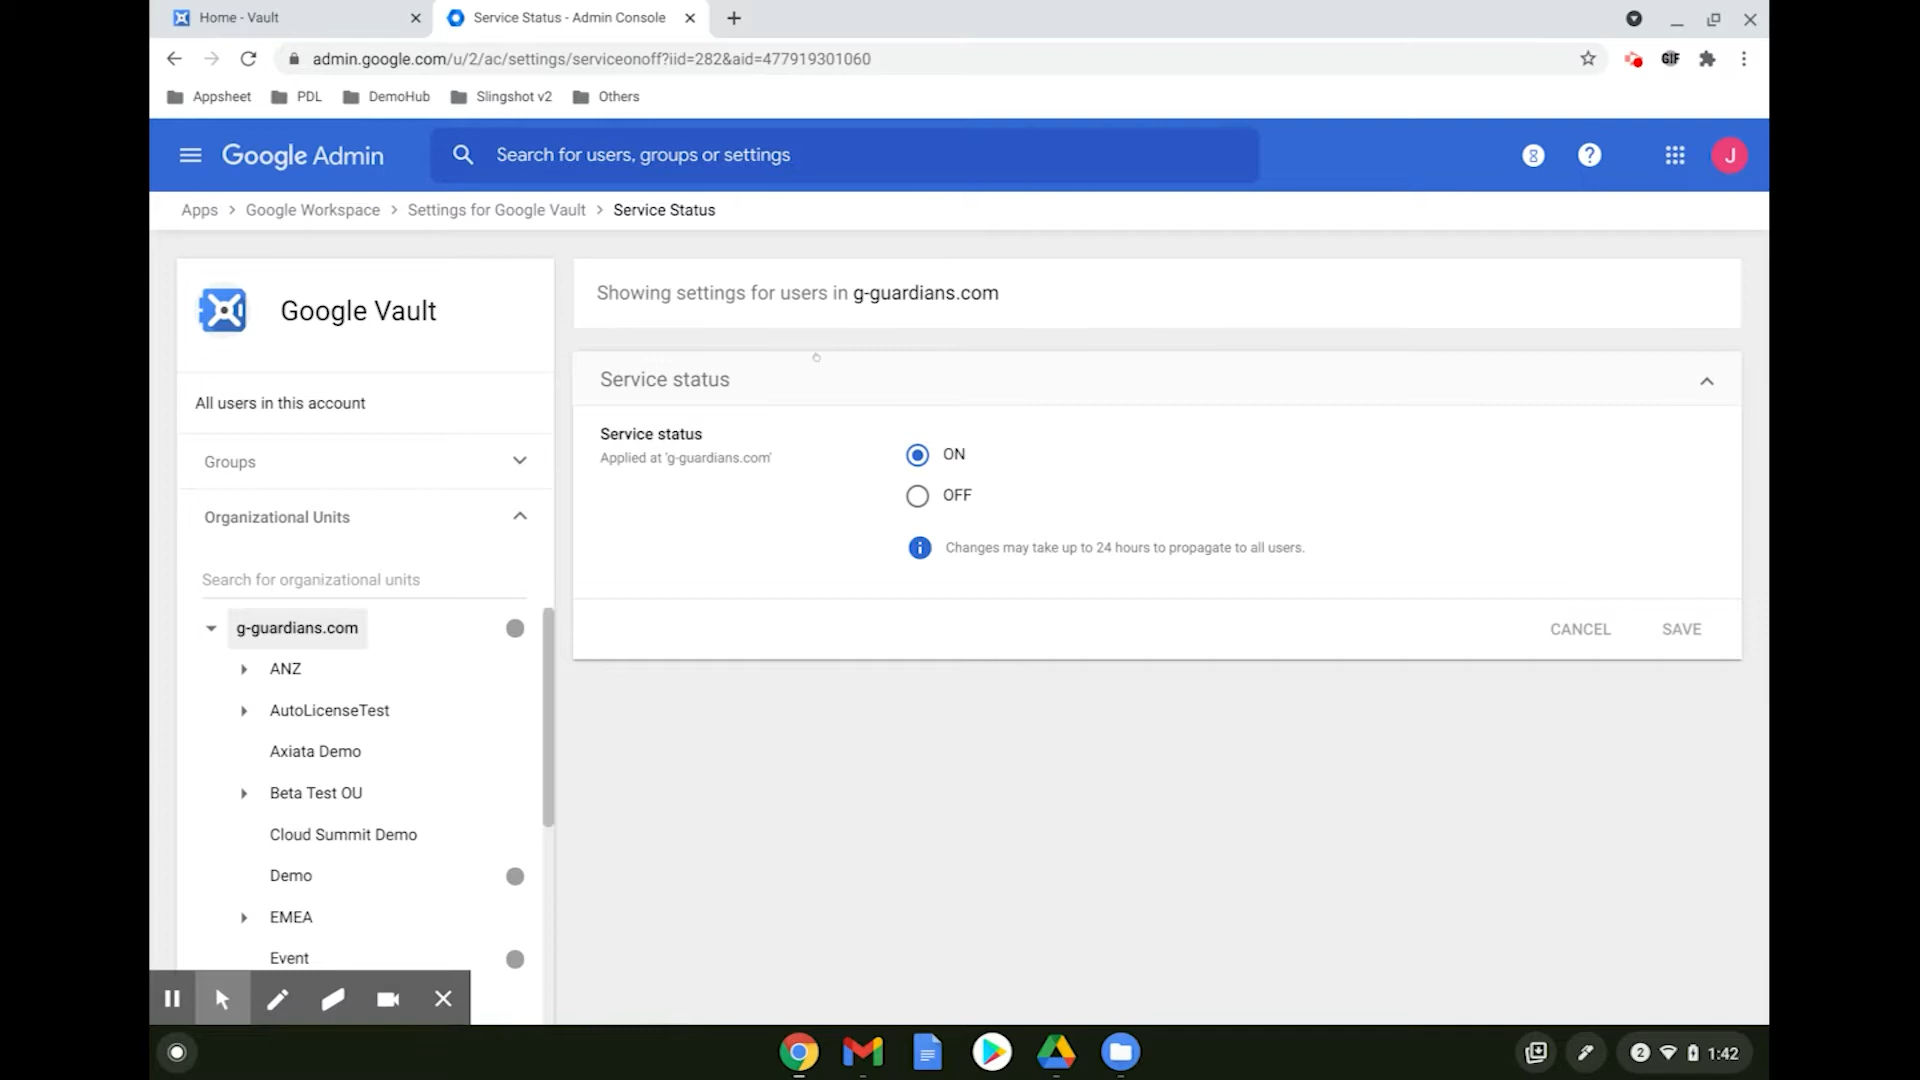 Home - Vault
Service Status - Admin Console
admin.google.com/u/2/ac/settings/serviceonoff?iid=282&aid=477919301060
GIF
Appsheet
PDL
DemoHub
Slingshot v2
Others
Google Admin
Search for users, groups or settings
?
J
Apps > Google Workspace > Settings for Google Vault > Service Status
Google Vault
All users in this account
Groups
Organizational Units
Search for organizational units
g-guardians.com
ANZ
AutoLicenseTest
Axiata Demo
Beta Test OU
Cloud Summit Demo
Demo
EMEA
Event
Showing settings for users in g-guardians.com
Service status
Service status
Applied at 'g-guardians.com'
ON
OFF
Changes may take up to 24 hours to propagate to all users.
CANCEL
SAVE
2
1:42